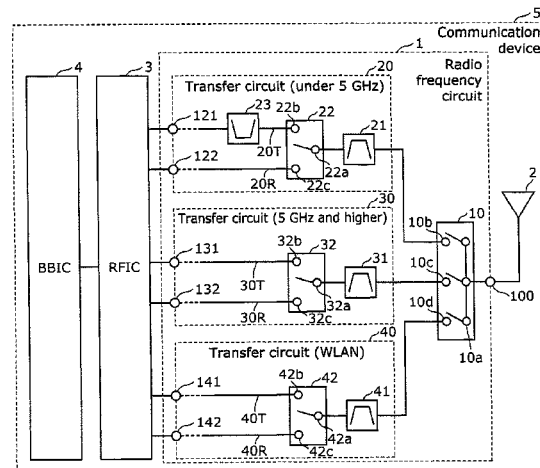 5
Communication device
1
Radio frequency circuit
4
3
20
Transfer circuit (under 5 GHz)
23
22b
22
21
121
20T
22a
122
20R
22c
2
30
Transfer circuit (5 GHz and higher)
10b
10
32b
32
31
131
10c
30T
32a
10d
100
132
30R
32c
10a
BBIC
RFIC
40
Transfer circuit (WLAN)
42b
42
41
141
40T
42a
142
40R
42c